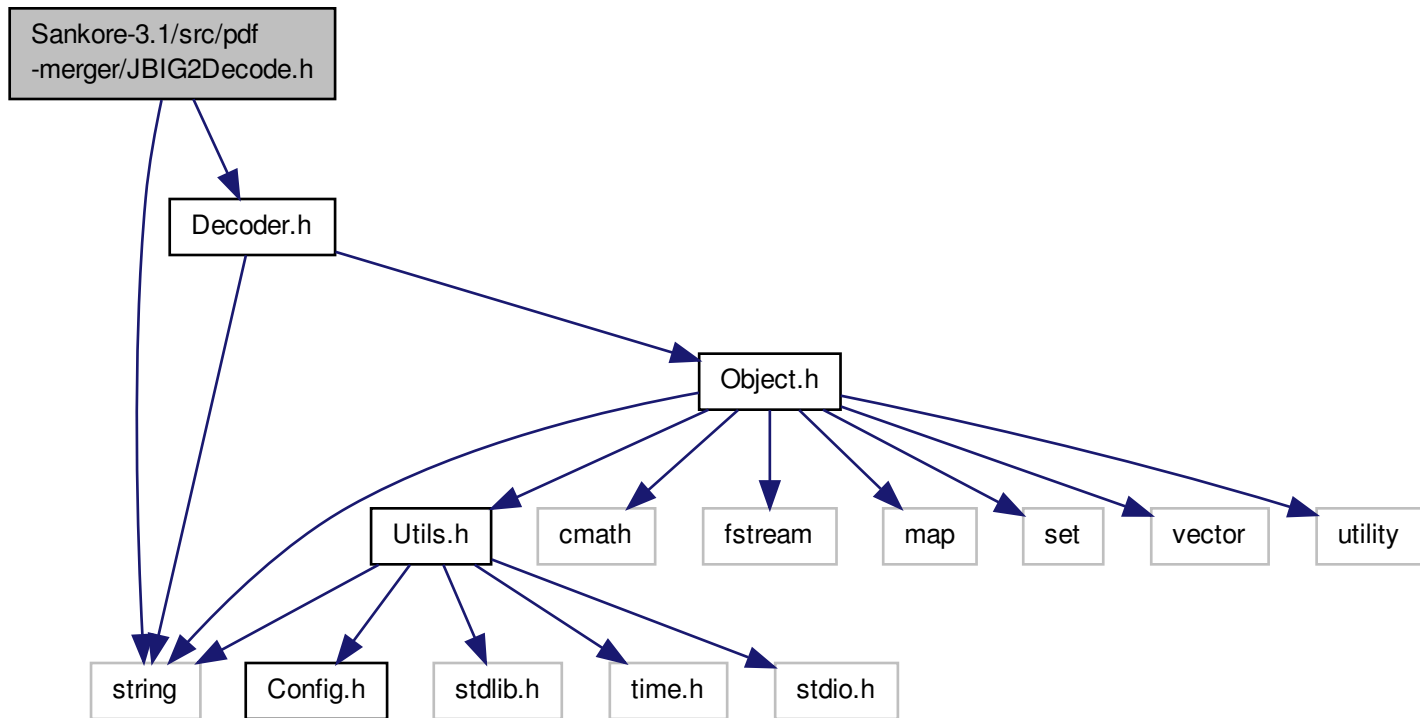 Sankore-3.1/src/pdf
-merger/JBIG2Decode.h
Decoder.h
Object.h
Utils.h
cmath
fstream
map
set
vector
utility
string
Config.h
stdlib.h
time.h
stdio.h